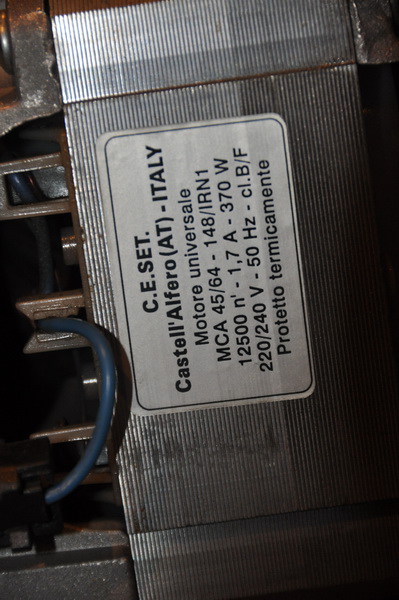 C.E.SET.
Castell'Alfero (AT) - ITALY
Motore universale
MCA 45/64 - 148/IRN1
12500 n' - 1,7 A - 370 W
220/240 V - 50 Hz - cl.B/F
Protetto termicamente